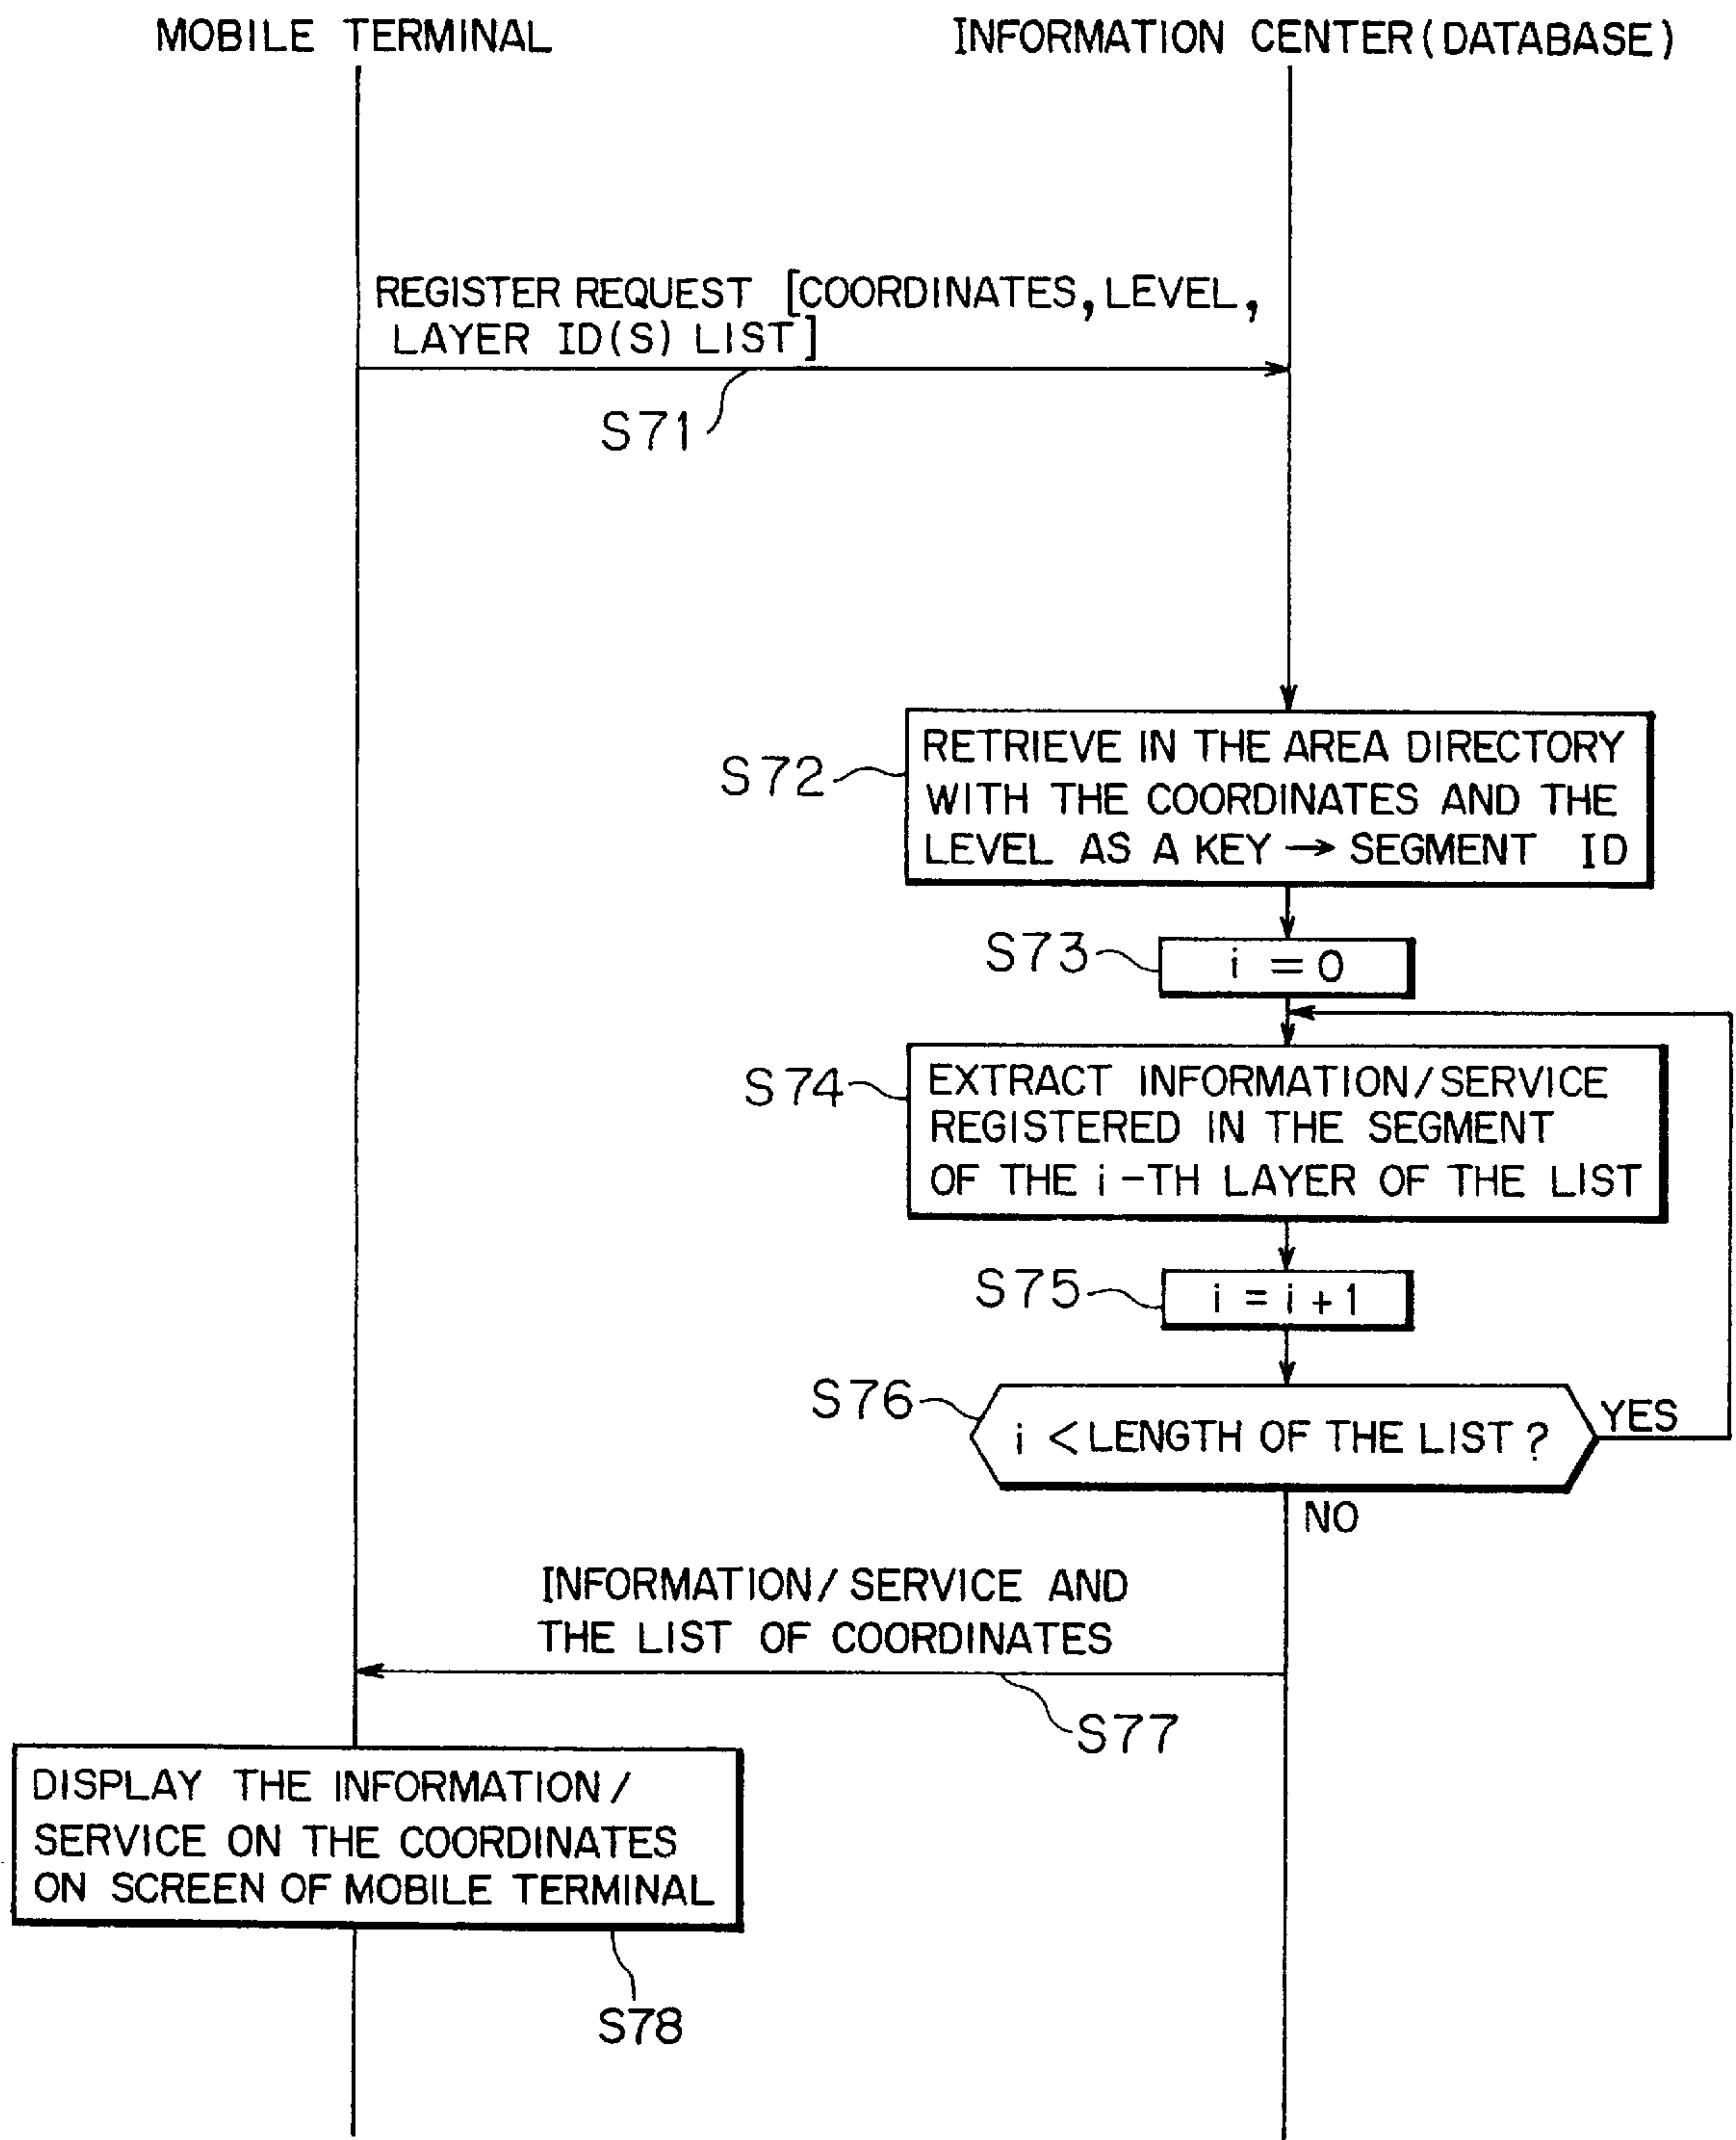 MOBILE TERMINAL
INFORMATION CENTER(DATABASE)
REGISTER REQUEST [COORDINATES, LEVEL,
LAYER ID(S) LIST]
S71
S72
RETRIEVE IN THE AREA DIRECTORY
WITH THE COORDINATES AND THE
LEVEL AS A KEY → SEGMENT ID
S73
i = 0
S74
EXTRACT INFORMATION/SERVICE
REGISTERED IN THE SEGMENT
OF THE i-TH LAYER OF THE LIST
S75
i = i + 1
S76
i < LENGTH OF THE LIST ?
YES
NO
INFORMATION/ SERVICE AND
THE LIST OF COORDINATES
S77
DISPLAY THE INFORMATION/
SERVICE ON THE COORDINATES
ON SCREEN OF MOBILE TERMINAL
S78